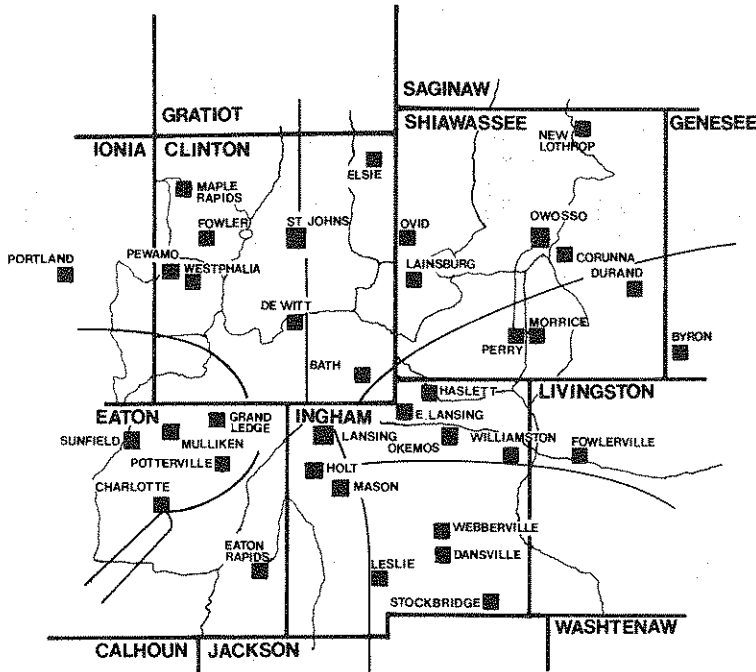 SAGINAW
GRATIOT
SHIAWASSEE
GENESEE
NEW
LOTHROP
IONIA
CLINTON
ELSIE
MAPLE
RAPIDS
FOWLER
ST JOHNS
OVID
OWOSSO
PORTLAND
PEWAMO
WESTPHALIA
LAINSBURG
CORUNNA
DURAND
DE WITT
PERRY
MORRICE
BYRON
BATH
HASLETT
LIVINGSTON
EATON
GRAND
LEDGE
INGHAM
E. LANSING
SUNFIELD
MULLIKEN
LANSING
OKEMOS
WILLIAMSTON
FOWLERVILLE
POTTERVILLE
HOLT
CHARLOTTE
MASON
WEBBERVILLE
EATON
RAPIDS
DANSVILLE
LESLIE
STOCKBRIDGE
WASHTENAW
CALHOUN
JACKSON